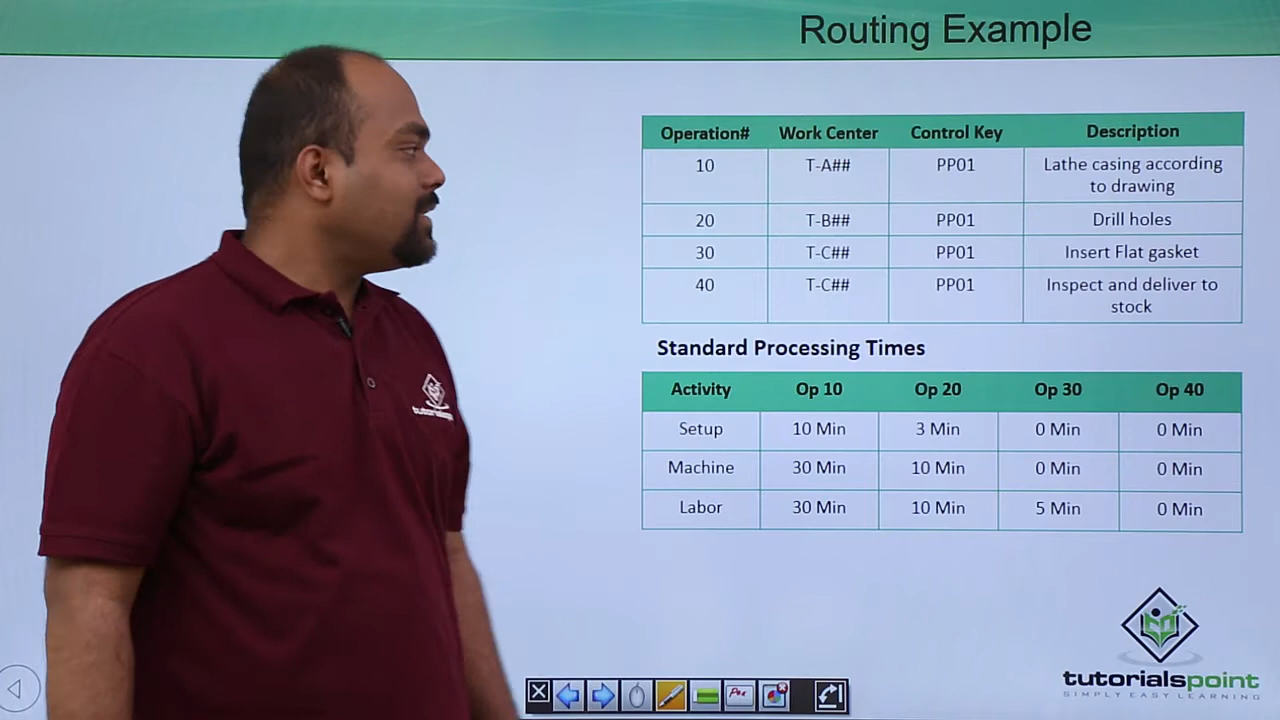 Routing Example
Operation# Work Center Control Key Description
10 T-A## PP01 Lathe casing according
to drawing
20 T-B## PP01 Drill holes
30 T-C## PP01 Insert Flat gasket
40 T-C## PP01 Inspect and deliver to
stock
Standard Processing Times
Activity Op 10 Op 20 Op 30 Op 40
Setup 10 Min 3 Min 0 Min 0 Min
Machine 30 Min 10 Min 0 Min 0 Min
Labor 30 Min 10 Min 5 Min 0 Min
tutorialspoint
tutorialspoint
SIMPLY EASY LEARNING
Pen